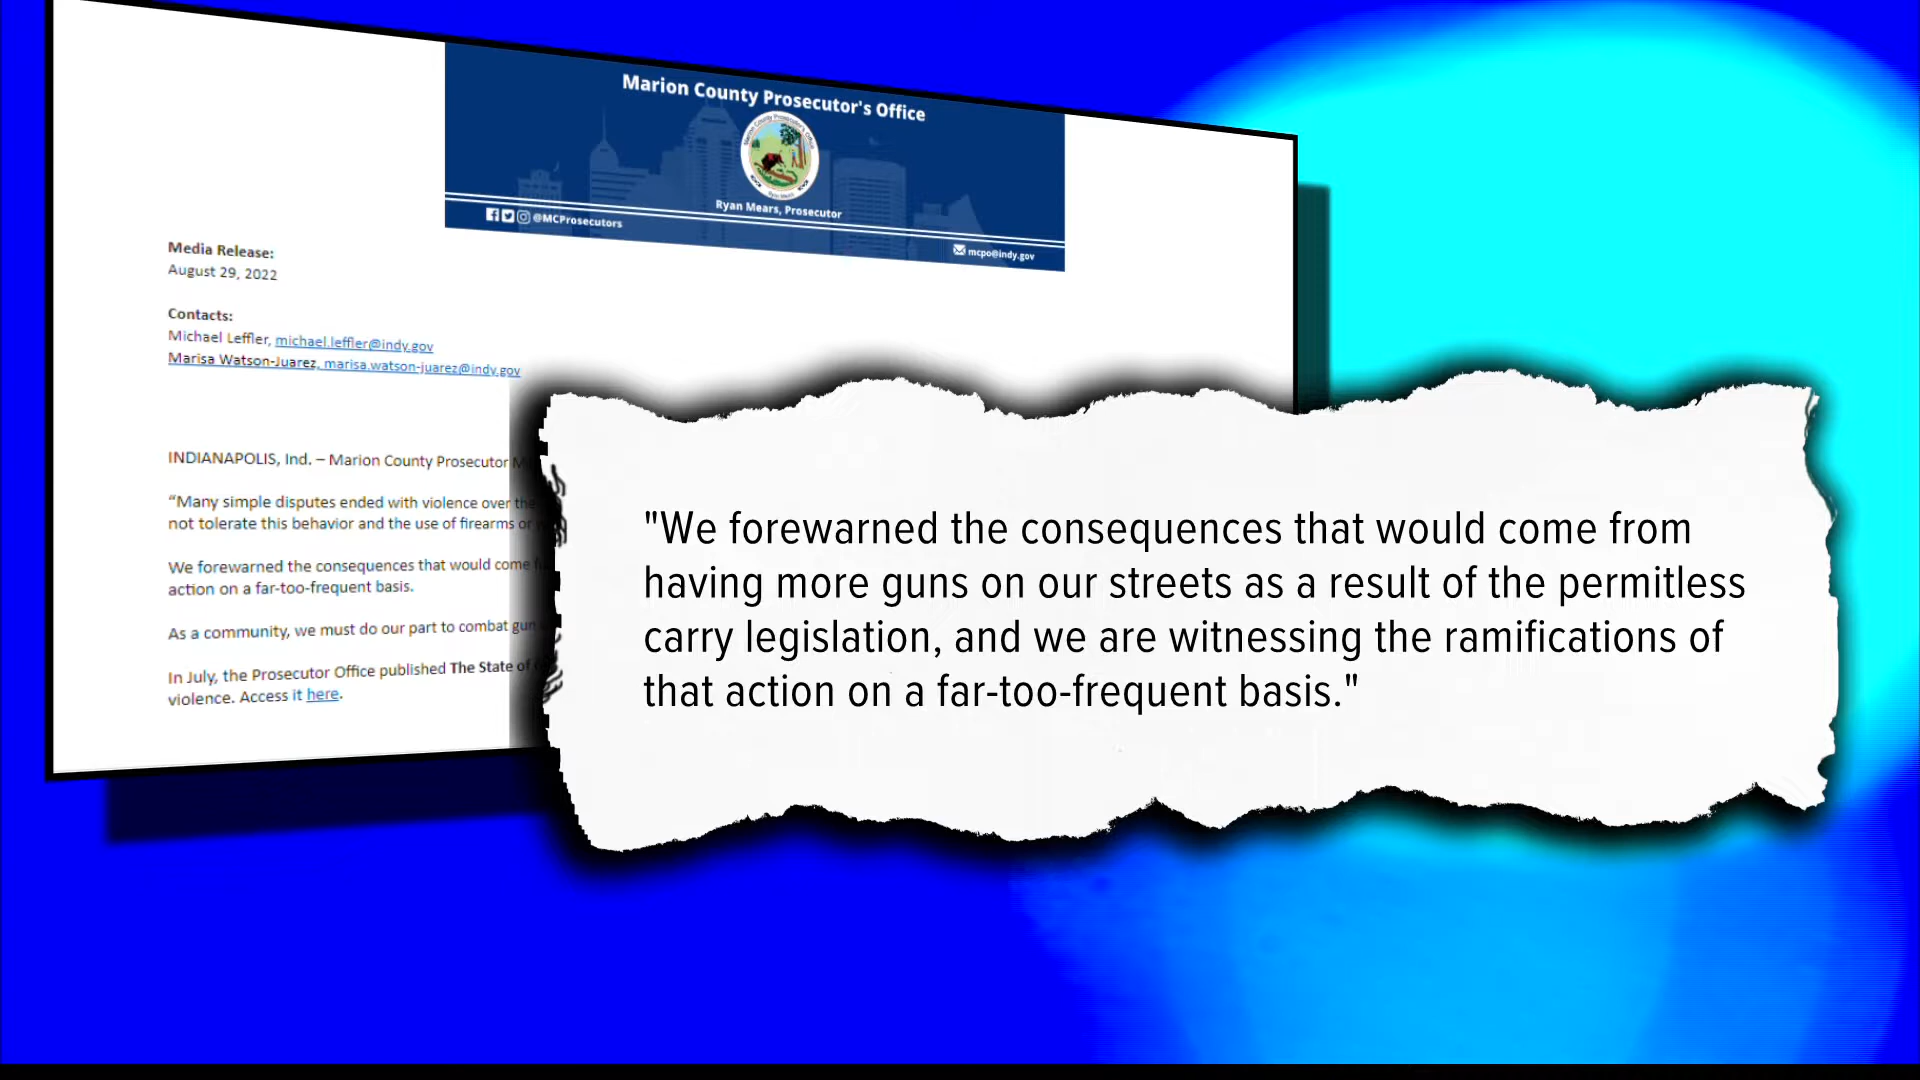 Marion County Prosecutor's Office
Ryan Mears, Prosecutor
@MCProsecutors
mcpo@indy.gov
Media Release:
August 29, 2022
Contacts:
Michael Leffler, michael.leffler@indy.gov
Marisa Watson-Juarez, marisa.watson-juarez@indy.gov
INDIANAPOLIS, Ind. – Marion County Prosecutor
“Many simple disputes ended with violence over the
not tolerate this behavior and the use of firearms or
We forewarned the consequences that would come
action on a far-too-frequent basis.
As a community, we must do our part to combat gun
In July, the Prosecutor Office published The State of
violence. Access it here.
"We forewarned the consequences that would come from
having more guns on our streets as a result of the permitless
carry legislation, and we are witnessing the ramifications of
that action on a far-too-frequent basis."